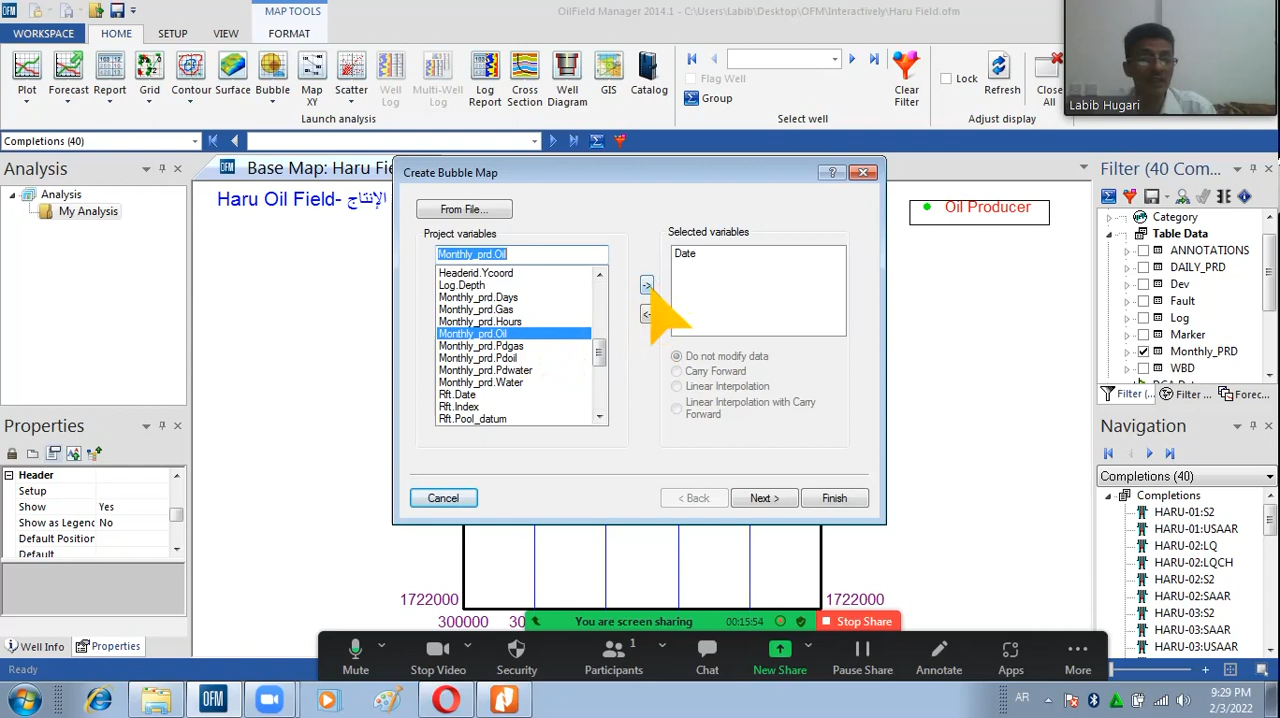 OFM
MAP TOOLS
OilField Manager 2014.1 - C:\Users\Labib\Desktop\OFM\Interactively\Haru Field.ofm
WORKSPACE
HOME
SETUP
VIEW
FORMAT
Plot
Forecast
Report
Grid
Contour
Surface
Bubble
Map XY
Scatter
Well Log
Multi-Well Log
Log Report
Cross Section
Well Diagram
GIS
Catalog
Launch analysis
Flag Well
Group
Select well
Clear Filter
Lock
Refresh
Close All
Adjust display
Labib Hugari
Completions (40)
Analysis
Analysis
My Analysis
Base Map: Haru Fie
Haru Oil Field- الإنتاج
Oil Producer
Create Bubble Map
From File...
Project variables
Monthly_prd.Oil
Headerid.Ycoord
Log.Depth
Monthly_prd.Days
Monthly_prd.Gas
Monthly_prd.Hours
Monthly_prd.Oil
Monthly_prd.Pdgas
Monthly_prd.Pdoil
Monthly_prd.Pdwater
Monthly_prd.Water
Rft.Date
Rft.Index
Rft.Pool_datum
->
<-
Selected variables
Date
Do not modify data
Carry Forward
Linear Interpolation
Linear Interpolation with Carry Forward
Cancel
< Back
Next >
Finish
Filter (40 Com...
Category
Table Data
ANNOTATIONS
DAILY_PRD
Dev
Fault
Log
Marker
Monthly_PRD
WBD
Filter (...
Filter ...
Forec...
Navigation
Completions (40)
Completions
HARU-01:S2
HARU-01:USAAR
HARU-02:LQ
HARU-02:LQCH
HARU-02:S2
HARU-02:SAAR
HARU-03:S2
HARU-03:SAAR
HARU-03:USAAR
Properties
Header
Setup
Show Yes
Show as Legend No
Default Position
Default
Well Info
Properties
Ready
1722000
1722000
300000
You are screen sharing
00:15:54
Stop Share
Mute
Stop Video
Security
1
Participants
Chat
New Share
Pause Share
Annotate
Apps
More
OFM
AR
9:29 PM
2/3/2022